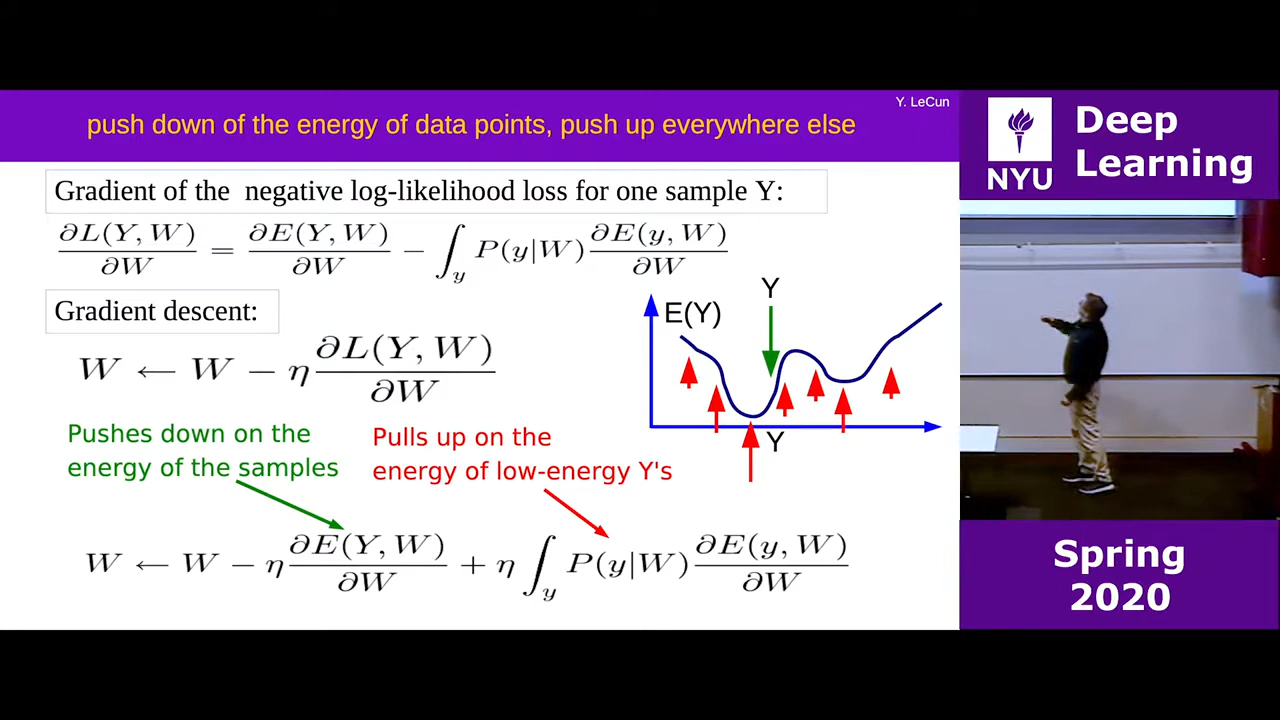 Y. LeCun
push down of the energy of data points, push up everywhere else
Gradient of the  negative log-likelihood loss for one sample Y:
∂L(Y, W)/∂W = ∂E(Y, W)/∂W − ∫_y P(y|W) ∂E(y, W)/∂W
Gradient descent:
W ← W − η ∂L(Y, W)/∂W
Y
E(Y)
Y
Pushes down on the
energy of the samples
Pulls up on the
energy of low-energy Y's
W ← W − η ∂E(Y, W)/∂W + η ∫_y P(y|W) ∂E(y, W)/∂W
NYU
Deep
Learning
Spring
2020